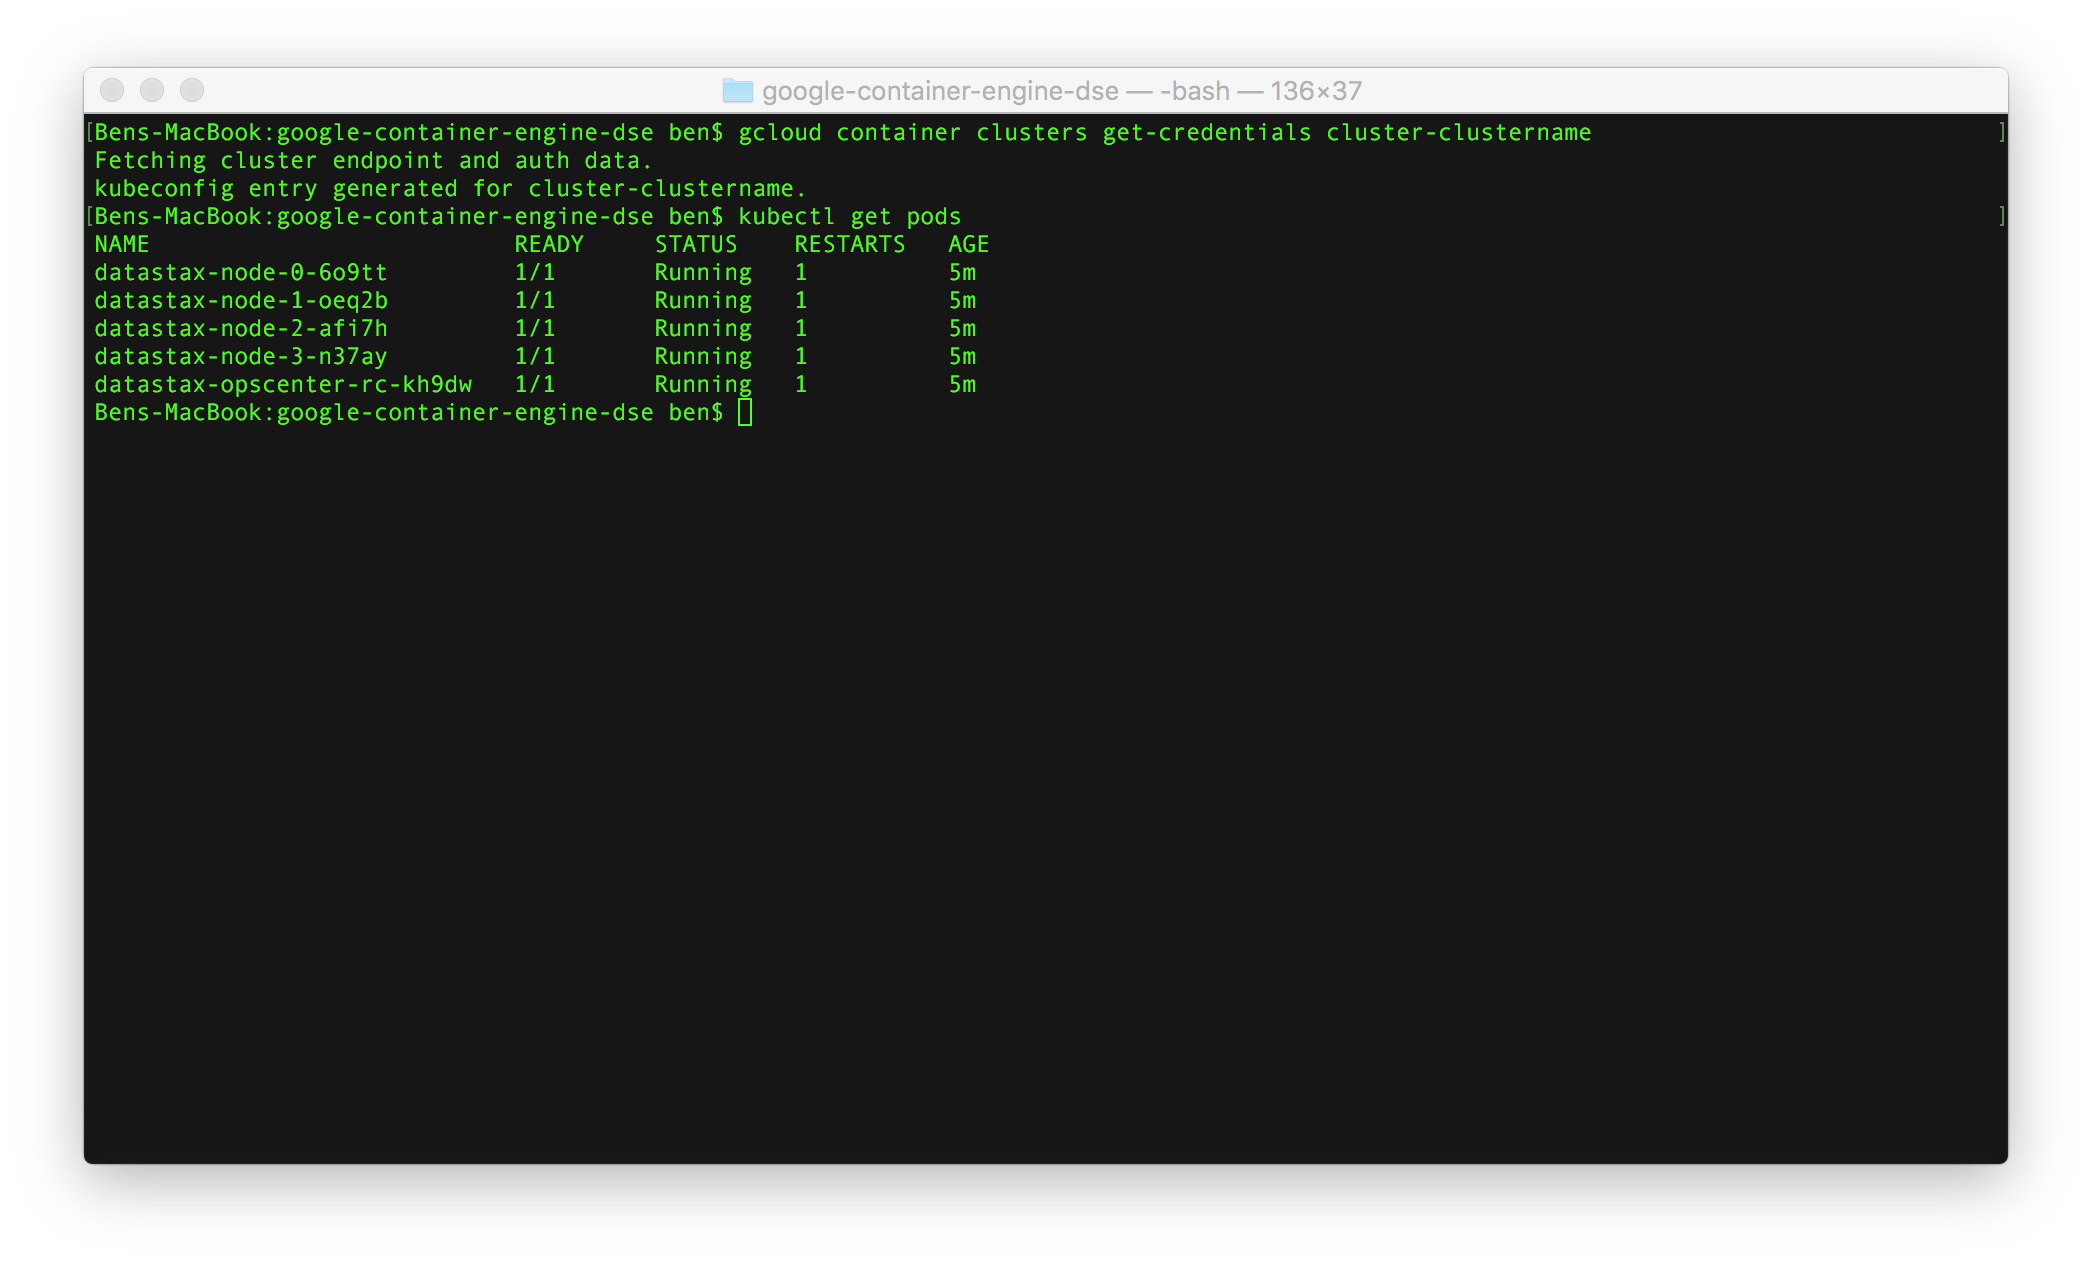 google-container-engine-dse — -bash — 136×37
[Bens-MacBook:google-container-engine-dse ben$ gcloud container clusters get-credentials cluster-clustername ]
Fetching cluster endpoint and auth data.
kubeconfig entry generated for cluster-clustername.
[Bens-MacBook:google-container-engine-dse ben$ kubectl get pods ]
NAME                          READY     STATUS    RESTARTS   AGE
datastax-node-0-6o9tt         1/1       Running   1          5m
datastax-node-1-oeq2b         1/1       Running   1          5m
datastax-node-2-afi7h         1/1       Running   1          5m
datastax-node-3-n37ay         1/1       Running   1          5m
datastax-opscenter-rc-kh9dw   1/1       Running   1          5m
Bens-MacBook:google-container-engine-dse ben$